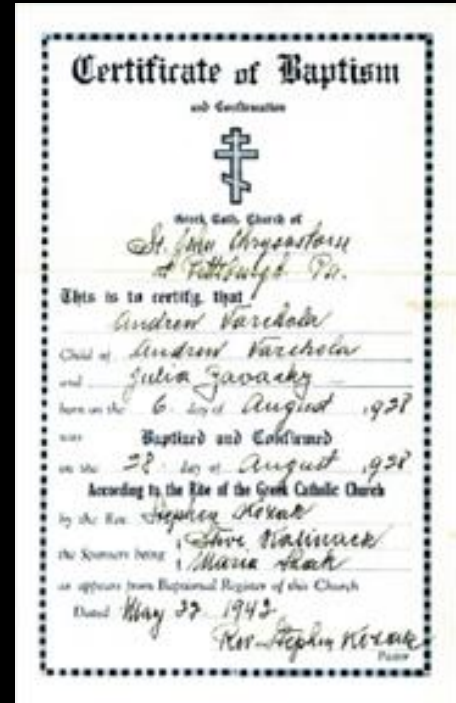 Certificate of Baptism
and Confirmation
Greek Cath. Church of
St. John Chrysostom
at Pittsburgh Pa.
This is to certify, that
Andrew Varchola
Child of Andrew Varchola
and Julia Zavacky
born on the 6. day of August , 1928
was Baptized and Confirmed
on the 28 day of August , 1928
According to the Rite of the Greek Catholic Church
by the Rev. Stephen Kozak
the Sponsors being Steve Kalinack
Maria
as appears from Baptismal Register of this Church
Dated May 1942
Rev. Stephen Kozak
Pastor